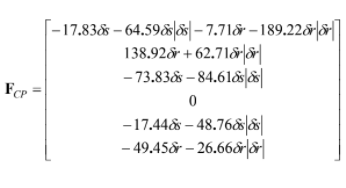 -17.83δs - 64.59δs|δs| - 7.71δr - 189.22δr|δr|
138.92δr + 62.71δr|δr|
F_CP = - 73.83δs - 84.61δs|δs|
0
-17.44δs - 48.76δs|δs|
- 49.45δr - 26.66δr|δr|